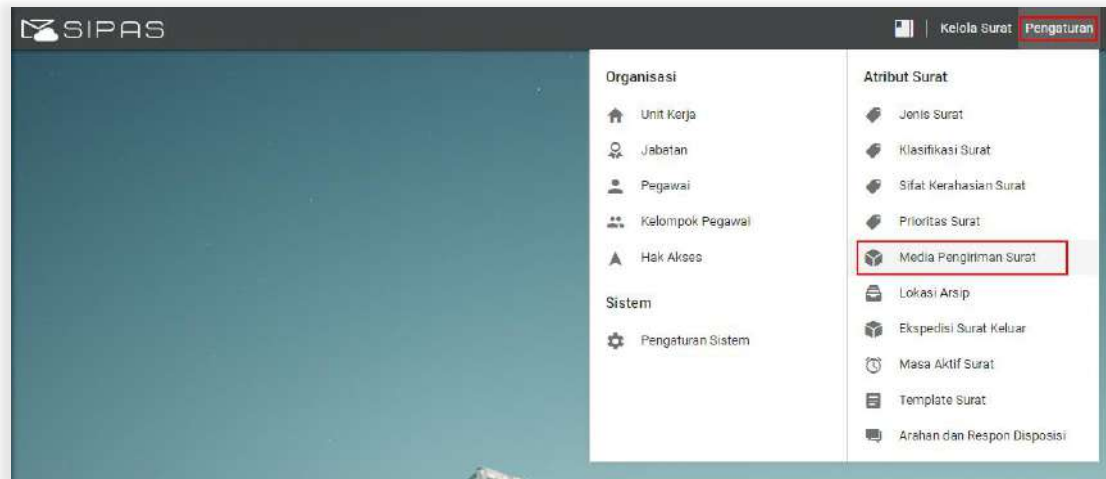 SIPAS
Kelola Surat
Pengaturan
Organisasi
Unit Kerja
Jabatan
Pegawai
Kelompok Pegawai
Hak Akses
Sistem
Pengaturan Sistem
Atribut Surat
Jenis Surat
Klasifikasi Surat
Sifat Kerahasian Surat
Prioritas Surat
Media Pengiriman Surat
Lokasi Arsip
Ekspedisi Surat Keluar
Masa Aktif Surat
Template Surat
Arahan dan Respon Disposisi